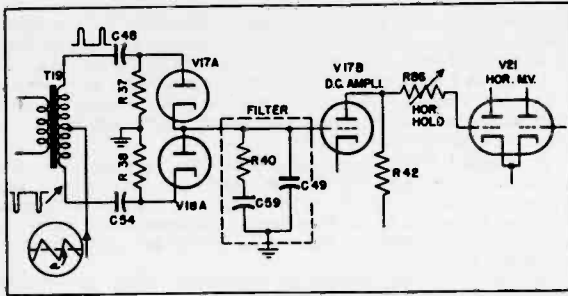 T19
C48
R37
V17A
R38
V18A
C54
a
FILTER
R40
C59
C49
V17B
D.C. AMPLI.
R42
R86
HOR.
HOLD
V21
HOR. M.V.